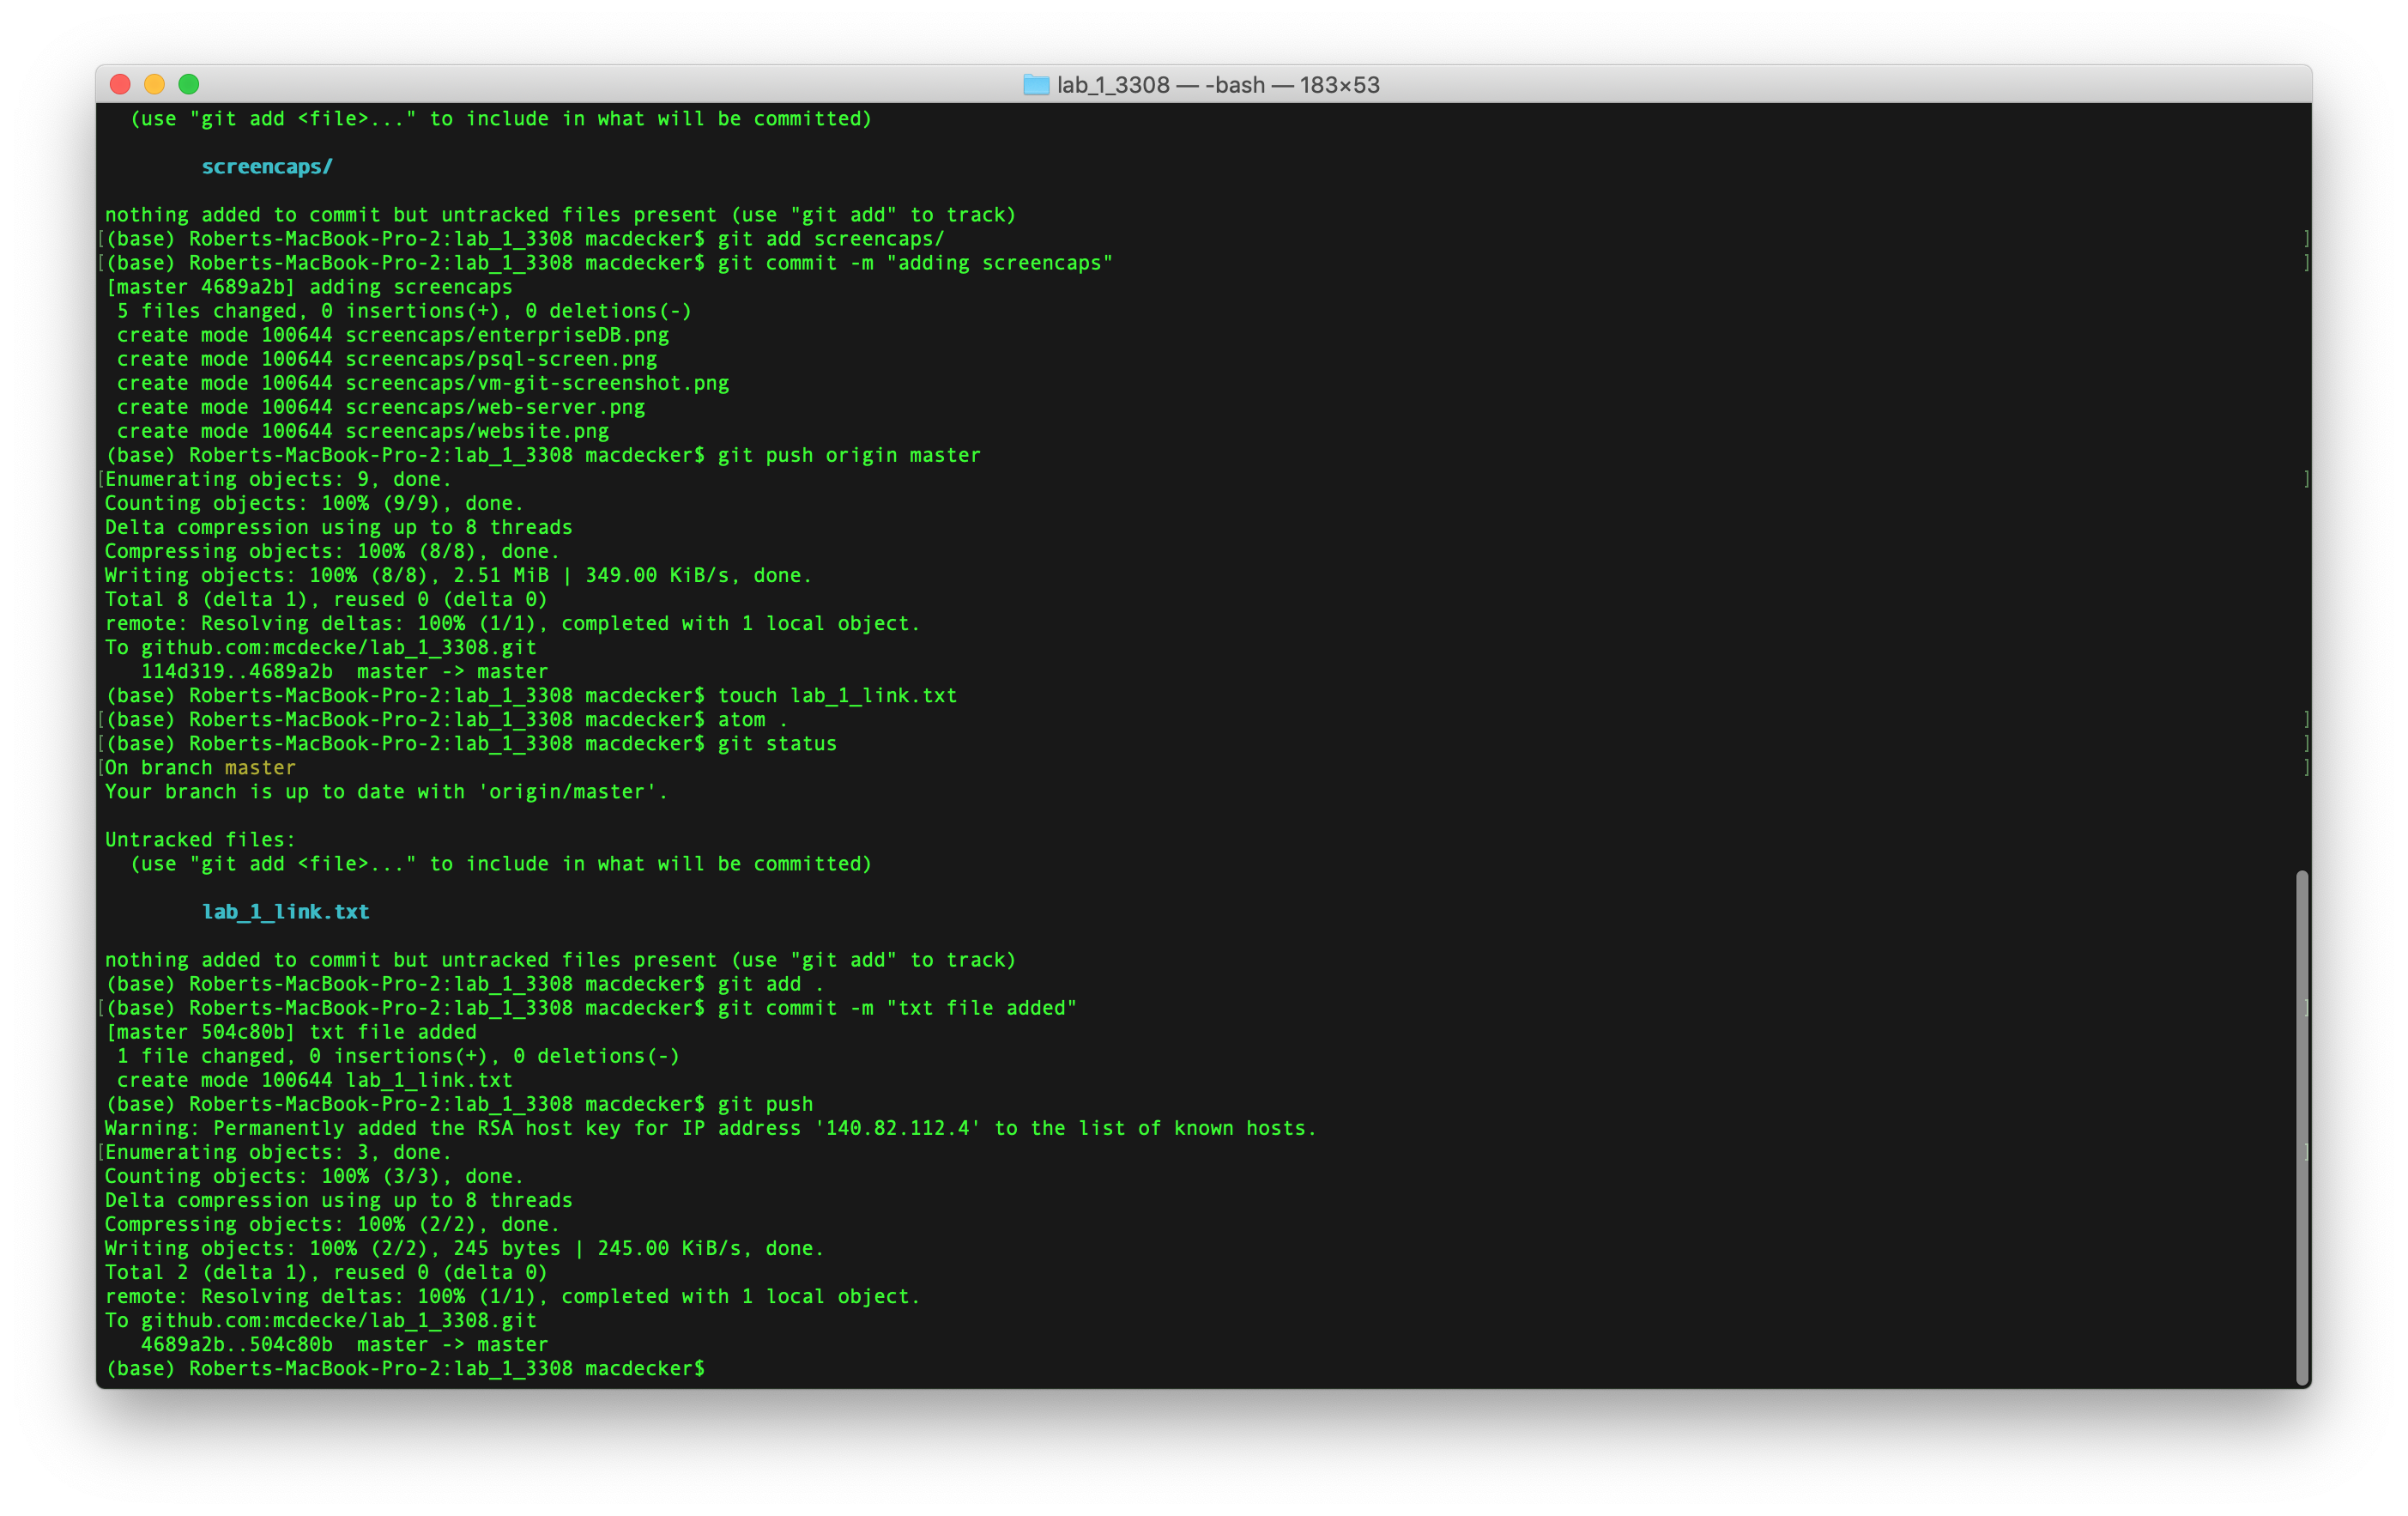 lab_1_3308 — -bash — 183×53
(use "git add <file>..." to include in what will be committed)
screencaps/
nothing added to commit but untracked files present (use "git add" to track)
[(base) Roberts-MacBook-Pro-2:lab_1_3308 macdecker$ git add screencaps/ ]
[(base) Roberts-MacBook-Pro-2:lab_1_3308 macdecker$ git commit -m "adding screencaps" ]
[master 4689a2b] adding screencaps
5 files changed, 0 insertions(+), 0 deletions(-)
create mode 100644 screencaps/enterpriseDB.png
create mode 100644 screencaps/psql-screen.png
create mode 100644 screencaps/vm-git-screenshot.png
create mode 100644 screencaps/web-server.png
create mode 100644 screencaps/website.png
(base) Roberts-MacBook-Pro-2:lab_1_3308 macdecker$ git push origin master
[Enumerating objects: 9, done. ]
Counting objects: 100% (9/9), done.
Delta compression using up to 8 threads
Compressing objects: 100% (8/8), done.
Writing objects: 100% (8/8), 2.51 MiB | 349.00 KiB/s, done.
Total 8 (delta 1), reused 0 (delta 0)
remote: Resolving deltas: 100% (1/1), completed with 1 local object.
To github.com:mcdecke/lab_1_3308.git
114d319..4689a2b  master -> master
(base) Roberts-MacBook-Pro-2:lab_1_3308 macdecker$ touch lab_1_link.txt
[(base) Roberts-MacBook-Pro-2:lab_1_3308 macdecker$ atom . ]
[(base) Roberts-MacBook-Pro-2:lab_1_3308 macdecker$ git status ]
[On branch master ]
Your branch is up to date with 'origin/master'.
Untracked files:
(use "git add <file>..." to include in what will be committed)
lab_1_link.txt
nothing added to commit but untracked files present (use "git add" to track)
(base) Roberts-MacBook-Pro-2:lab_1_3308 macdecker$ git add .
[(base) Roberts-MacBook-Pro-2:lab_1_3308 macdecker$ git commit -m "txt file added" ]
[master 504c80b] txt file added
1 file changed, 0 insertions(+), 0 deletions(-)
create mode 100644 lab_1_link.txt
(base) Roberts-MacBook-Pro-2:lab_1_3308 macdecker$ git push
Warning: Permanently added the RSA host key for IP address '140.82.112.4' to the list of known hosts.
[Enumerating objects: 3, done. ]
Counting objects: 100% (3/3), done.
Delta compression using up to 8 threads
Compressing objects: 100% (2/2), done.
Writing objects: 100% (2/2), 245 bytes | 245.00 KiB/s, done.
Total 2 (delta 1), reused 0 (delta 0)
remote: Resolving deltas: 100% (1/1), completed with 1 local object.
To github.com:mcdecke/lab_1_3308.git
4689a2b..504c80b  master -> master
(base) Roberts-MacBook-Pro-2:lab_1_3308 macdecker$